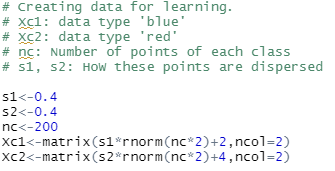 # Creating data for learning.
# Xc1: data type 'blue'
# Xc2: data type 'red'
# nc: Number of points of each class
# s1, s2: How these points are dispersed
s1<-0.4
s2<-0.4
nc<-200
Xc1<-matrix(s1*rnorm(nc*2)+2,ncol=2)
Xc2<-matrix(s2*rnorm(nc*2)+4,ncol=2)